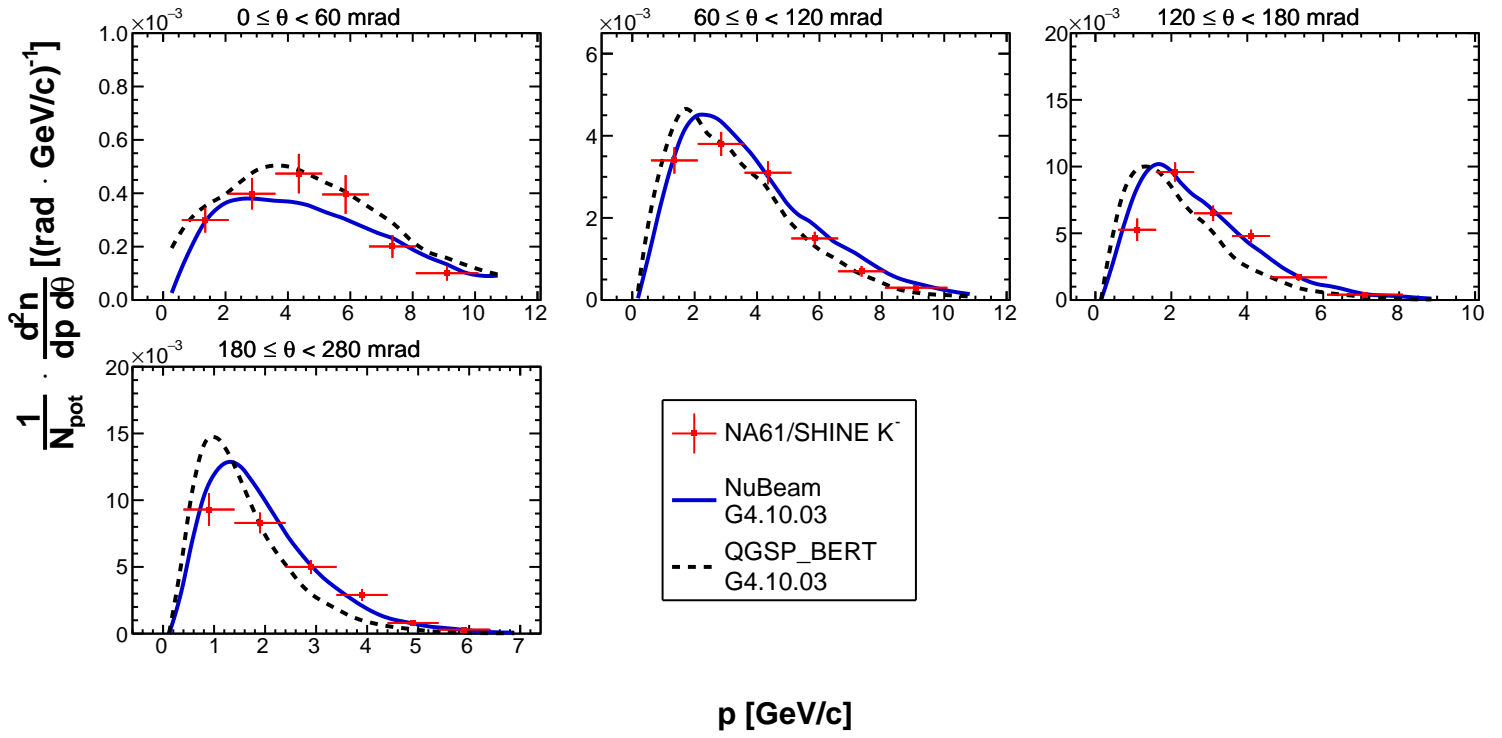 ×10⁻³ 0 ≤ θ < 60 mrad
1.0
0.8
0.6
0.4
0.2
0.0
0 2 4 6 8 10 12
×10⁻³ 60 ≤ θ < 120 mrad
6
4
2
0
0 2 4 6 8 10 12
×10⁻³ 120 ≤ θ < 180 mrad
20
15
10
5
0
0 2 4 6 8 10
×10⁻³ 180 ≤ θ < 280 mrad
20
15
10
5
0
0 1 2 3 4 5 6 7
1/N_pot · d²n/dp dθ [(rad · GeV/c)⁻¹]
NA61/SHINE K⁻
NuBeam
G4.10.03
QGSP_BERT
G4.10.03
p [GeV/c]